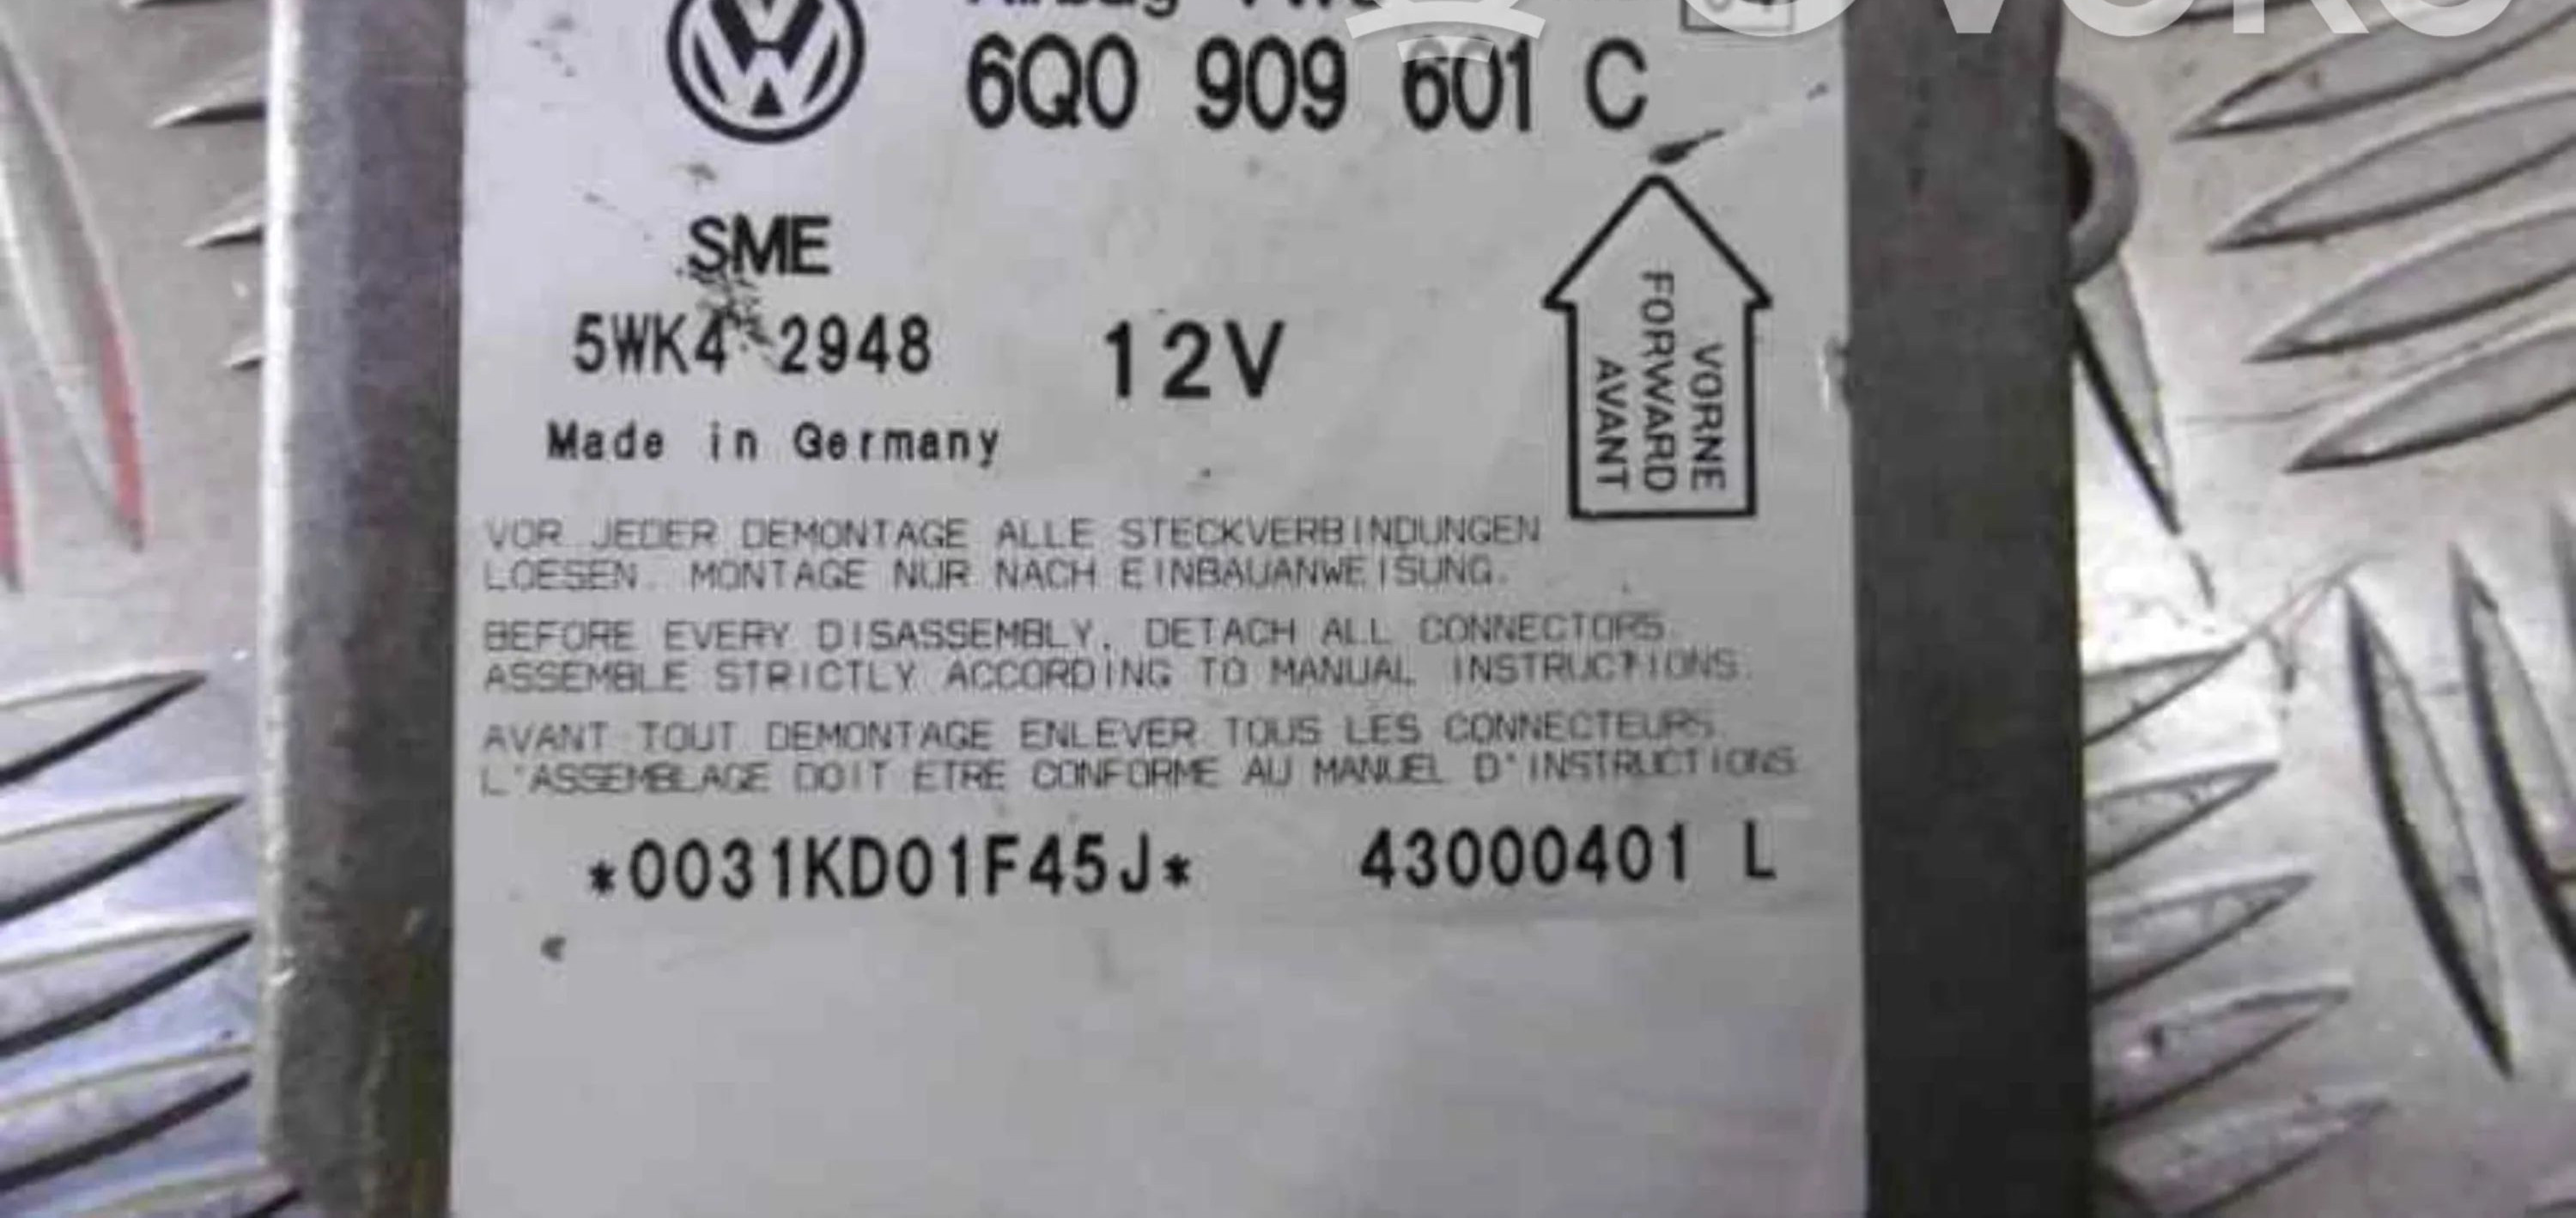 6Q0 909 601 C
SME
5WK4 2948 12V
Made in Germany
VORNE
FORWARD
AVANT
VOR JEDER DEMONTAGE ALLE STECKVERBINDUNGEN
LOESEN. MONTAGE NUR NACH EINBAUANWEISUNG.
BEFORE EVERY DISASSEMBLY, DETACH ALL CONNECTORS.
ASSEMBLE STRICTLY ACCORDING TO MANUAL INSTRUCTIONS.
AVANT TOUT DEMONTAGE ENLEVER TOUS LES CONNECTEURS.
L'ASSEMBLAGE DOIT ETRE CONFORME AU MANUEL D'INSTRUCTIONS.
*0031KD01F45J* 43000401 L